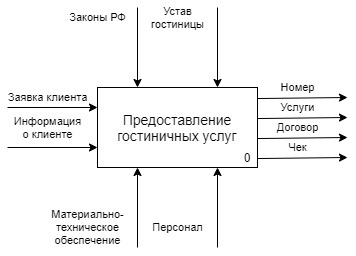 Законы РФ
Устав
гостиницы
Заявка клиента
Информация
о клиенте
Предоставление
гостиничных услуг
0
Номер
Услуги
Договор
Чек
Материально-
техническое
обеспечение
Персонал